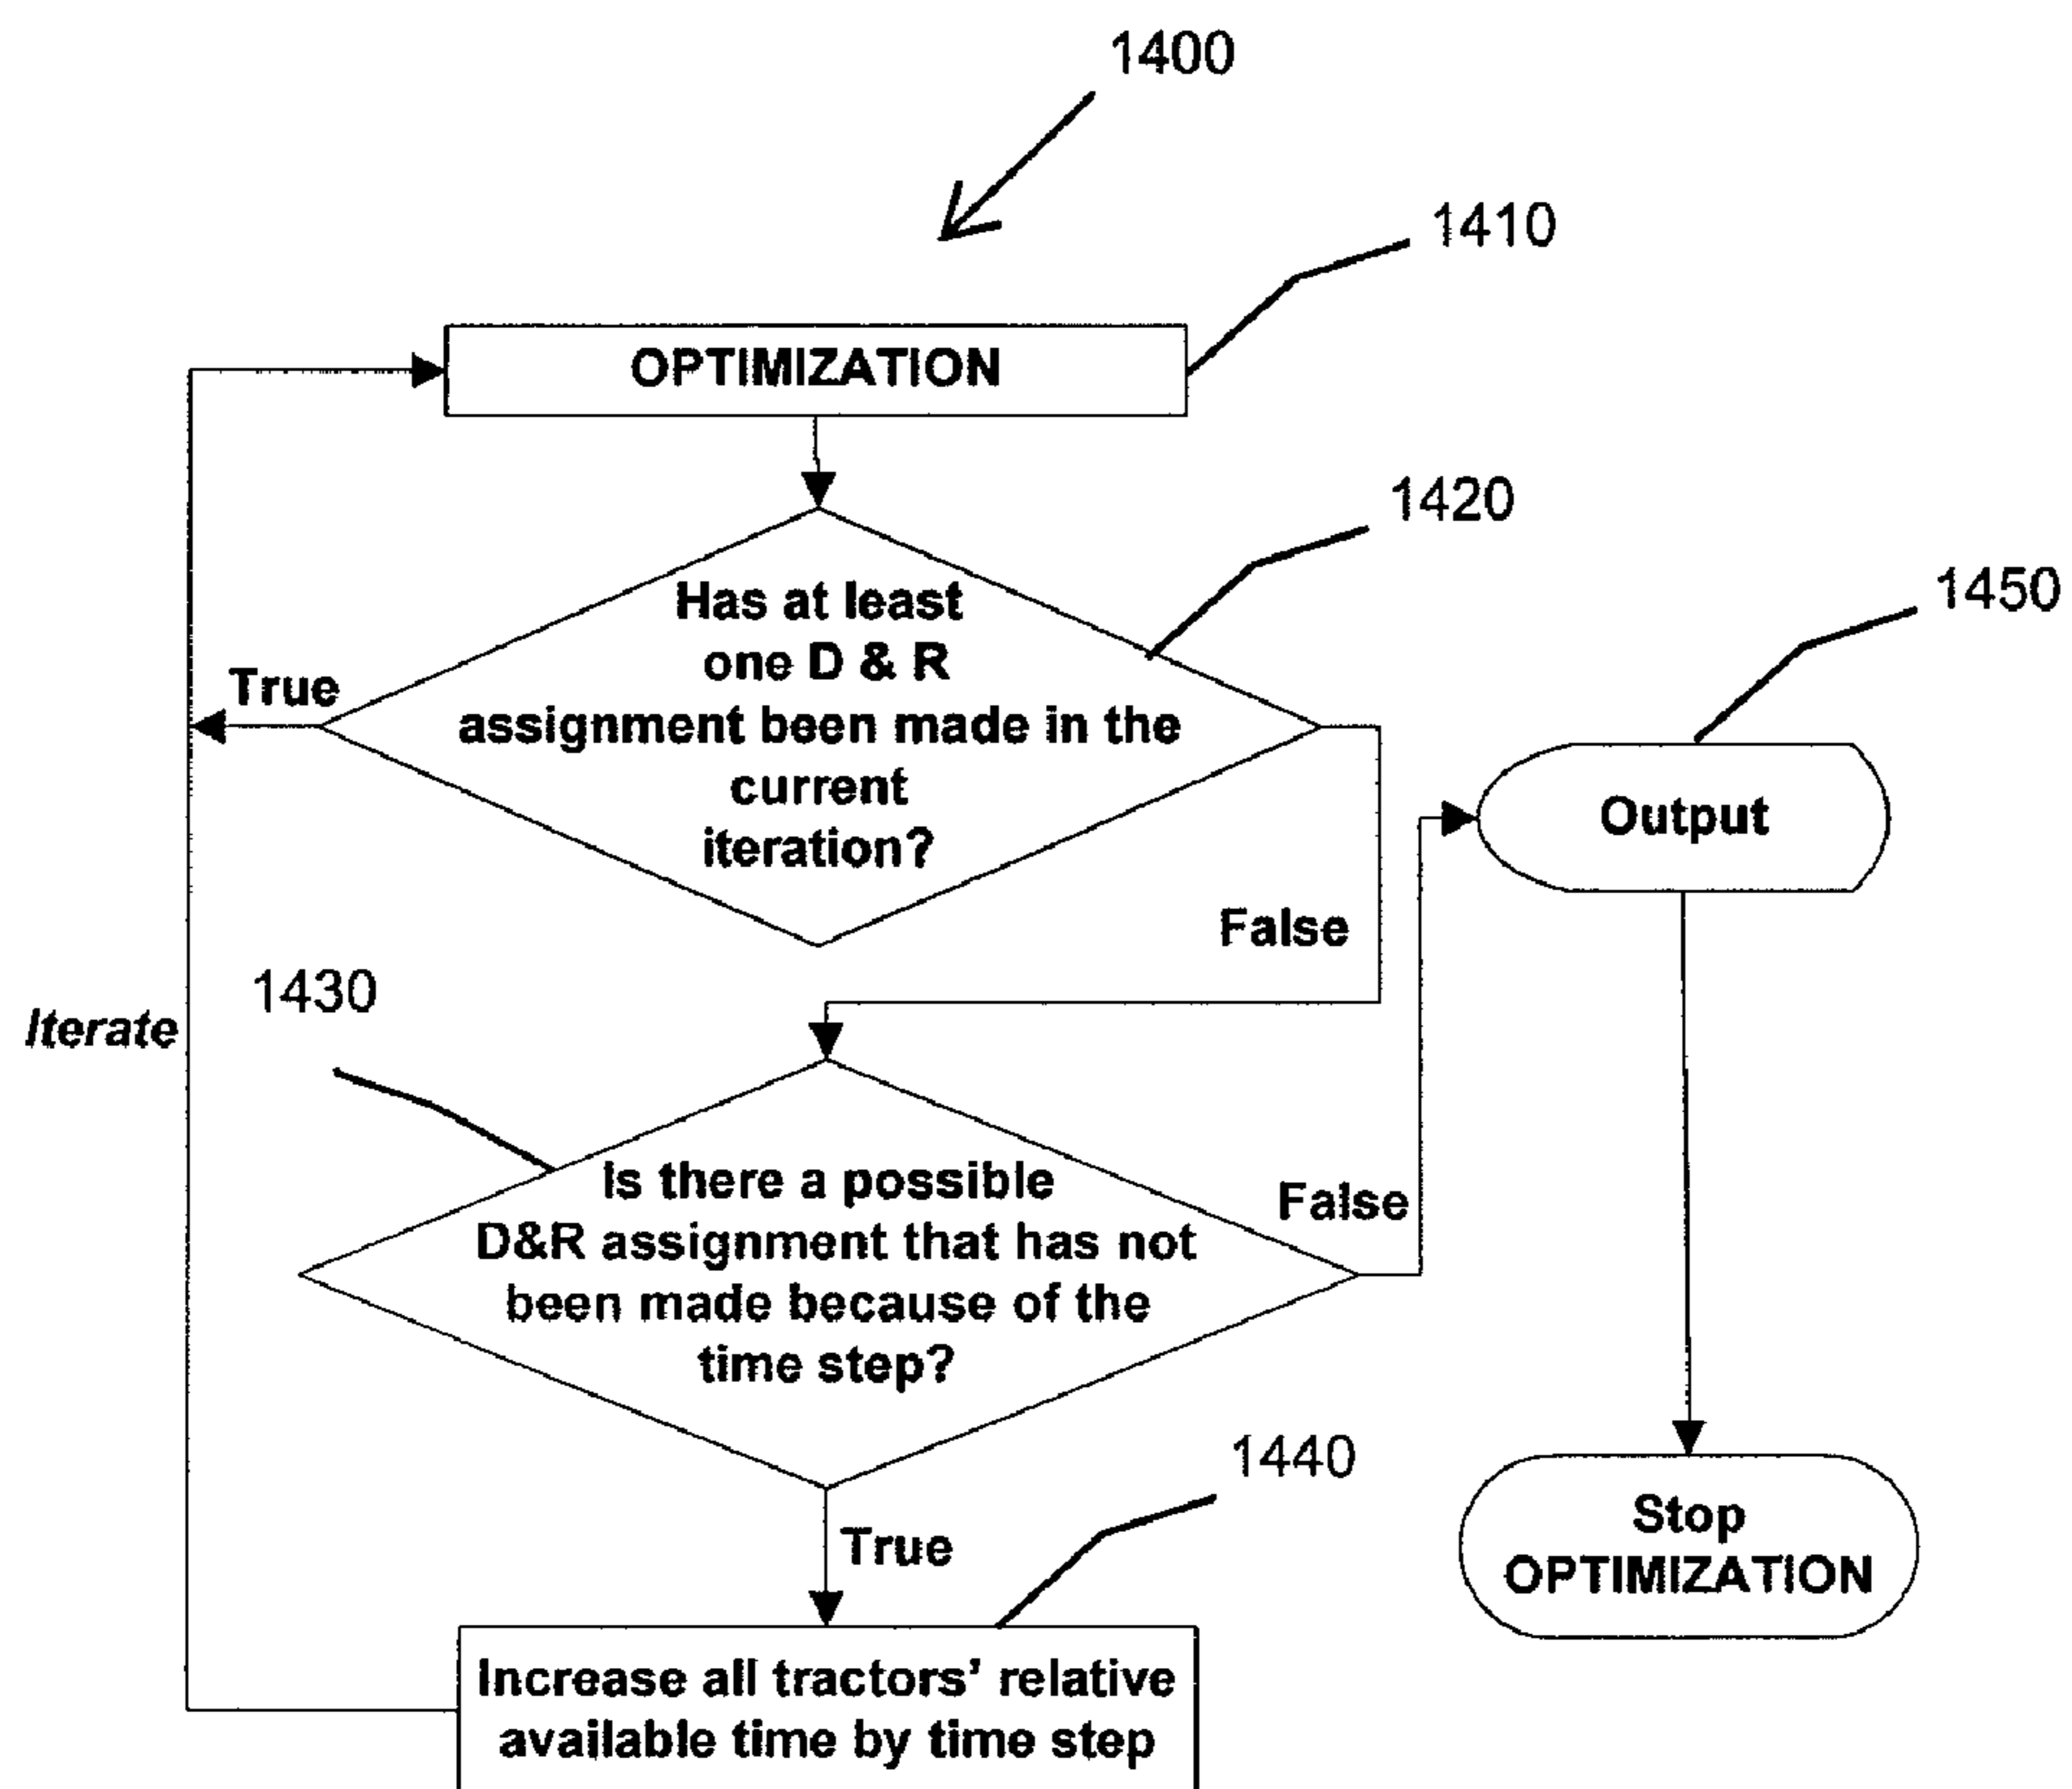 1400
1410
OPTIMIZATION
1420
1450
Has at least
one D & R
assignment been made in the
current
iteration?
True
Output
False
1430
Iterate
Is there a possible
D&R assignment that has not
been made because of the
time step?
False
1440
True
Stop
OPTIMIZATION
Increase all tractors' relative
available time by time step